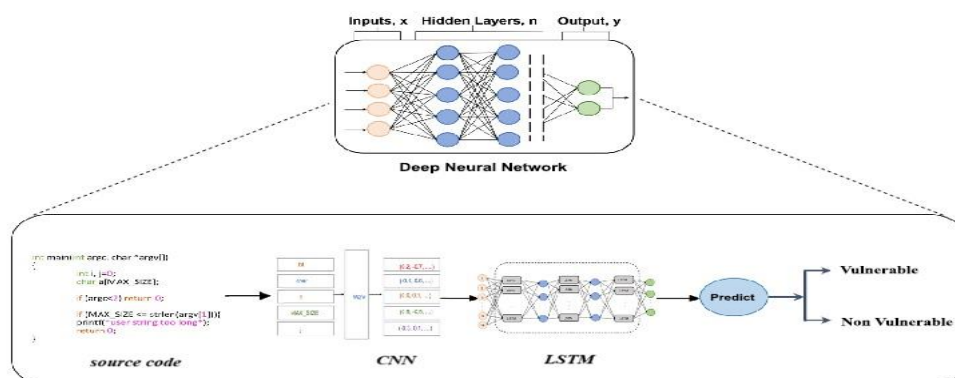 Inputs, x Hidden Layers, n Output, y
Deep Neural Network
int main(int argc, char *argv[])
{
int i, j=0;
char a[MAX_SIZE];
if (argc<2) return 0;
if (MAX_SIZE <= strlen(argv[1])){
printf("user string too long");
return 0;
}
source code
MAX_SIZE
CNN
LSTM
Predict
Vulnerable
Non Vulnerable